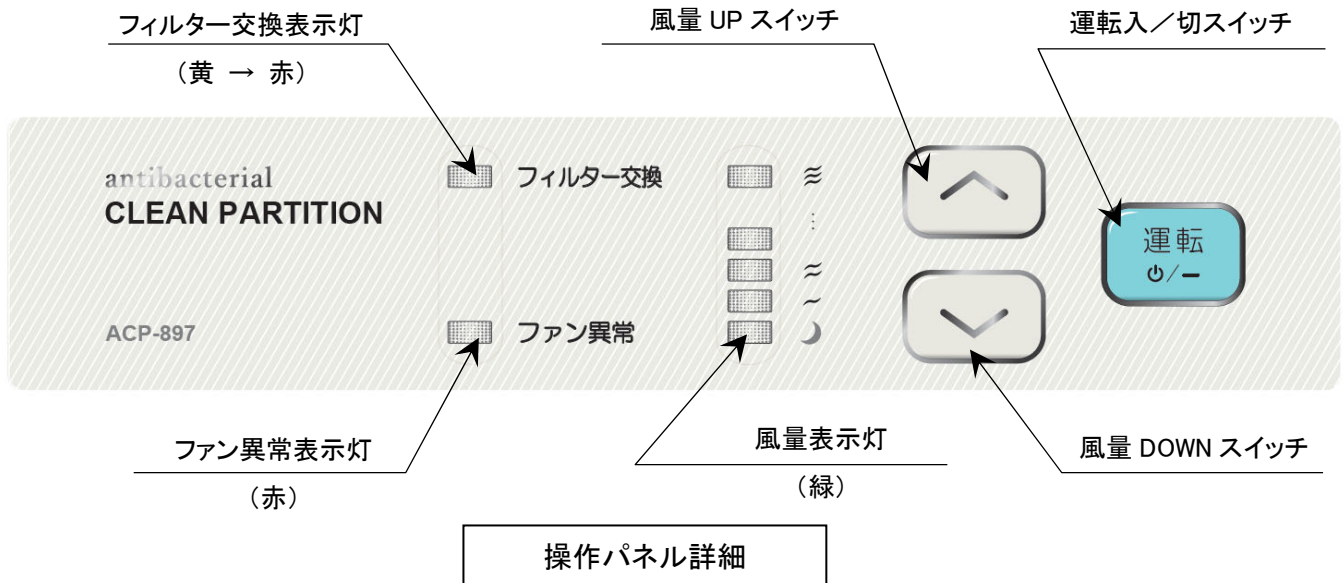 フィルター交換表示灯
（黄 → 赤）
風量 UP スイッチ
運転入／切スイッチ
antibacterial
CLEAN PARTITION
フィルター交換
運転
⏻/－
ACP-897
ファン異常
ファン異常表示灯
（赤）
風量表示灯
（緑）
風量 DOWN スイッチ
操作パネル詳細